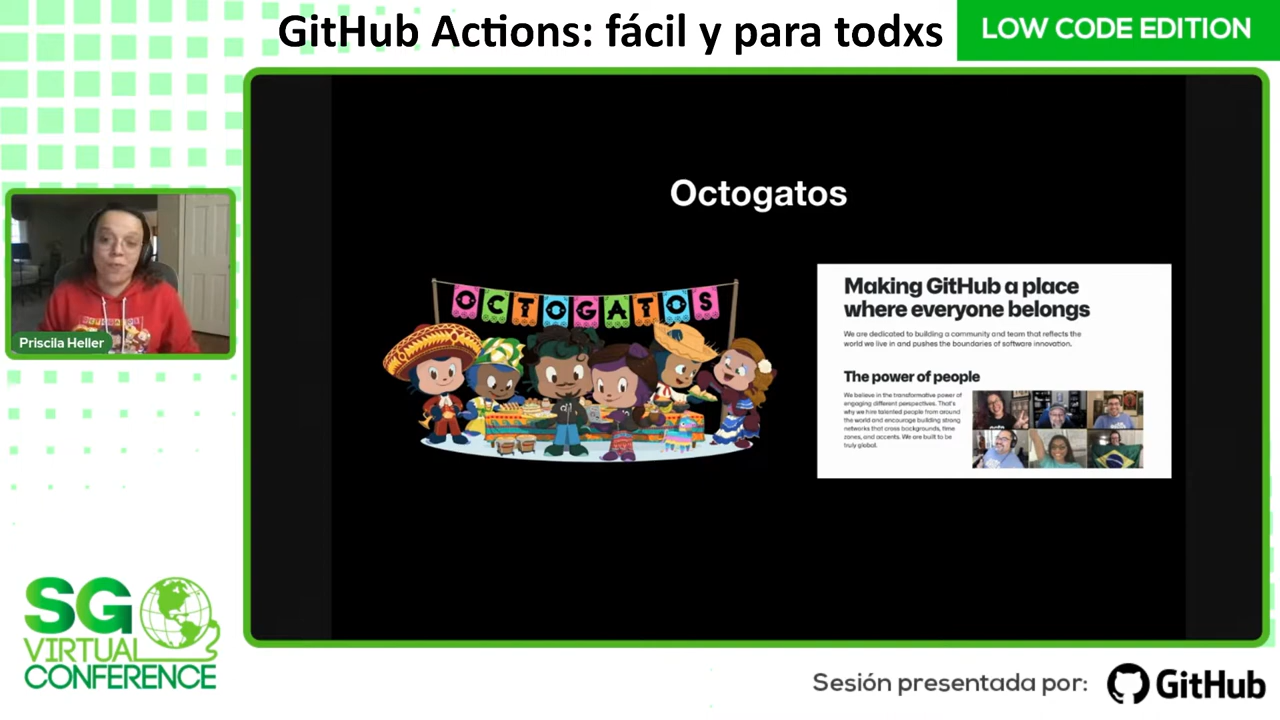 GitHub Actions: fácil y para todxs
LOW CODE EDITION
Octogatos
OCTOGATOS
Making GitHub a place
where everyone belongs
We are dedicated to building a community and team that reflects the
world we live in and pushes the boundaries of software innovation.
The power of people
We believe in the transformative power of
engaging different perspectives. That's
why we hire talented people from around
the world and encourage building strong
networks that cross backgrounds, time
zones, and accents. We are built to be
truly global.
Priscila Heller
SG
VIRTUAL
CONFERENCE
Sesión presentada por:
GitHub